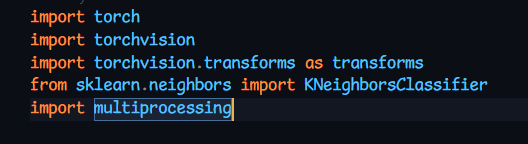 import torch
import torchvision
import torchvision.transforms as transforms
from sklearn.neighbors import KNeighborsClassifier
import multiprocessing